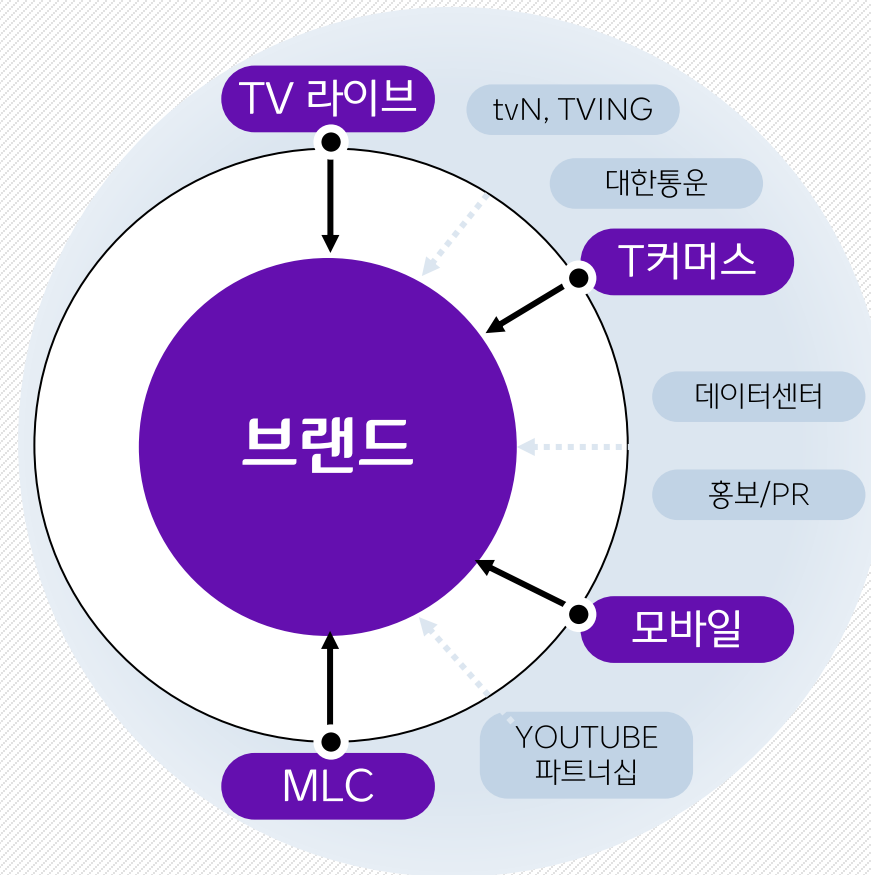 TV 라이브
tvN, TVING
대한통운
T커머스
데이터센터
브랜드
홍보/PR
모바일
YOUTUBE
파트너십
MLC